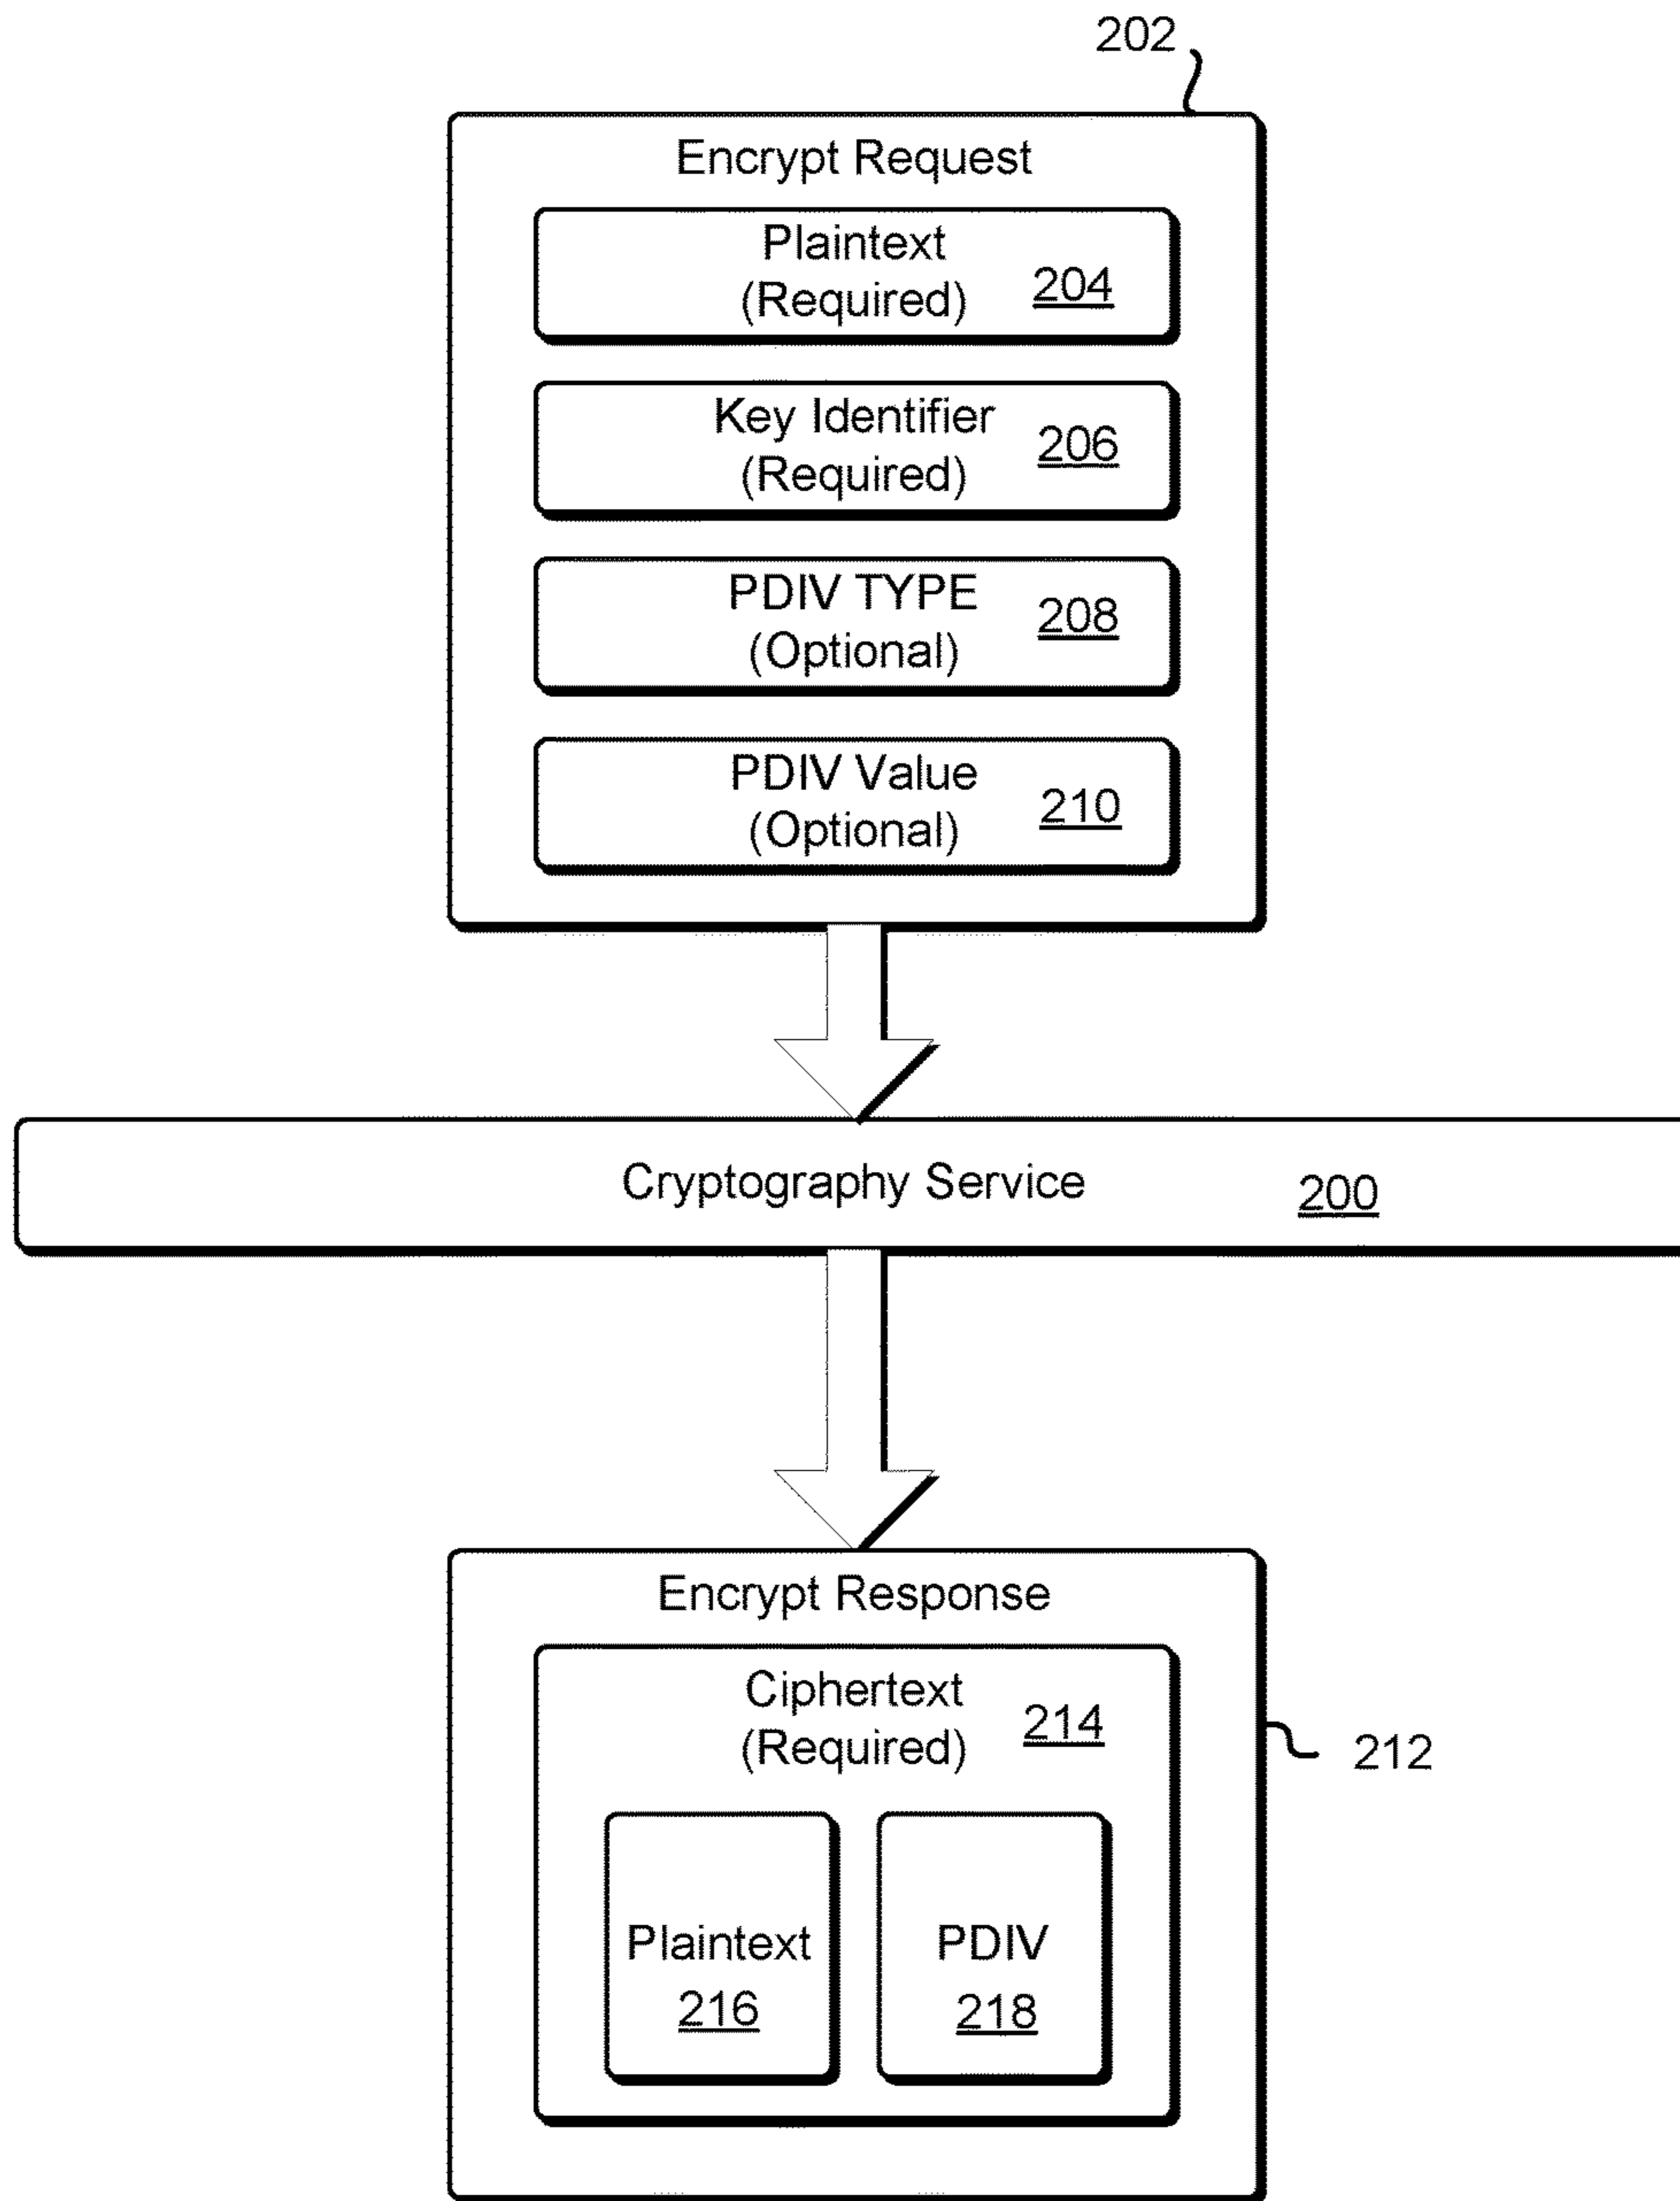 202
Encrypt Request
Plaintext
(Required)
204
Key Identifier
(Required)
206
PDIV TYPE
(Optional)
208
PDIV Value
(Optional)
210
Cryptography Service 200
Encrypt Response
Ciphertext
(Required)
214
212
Plaintext
216
PDIV
218